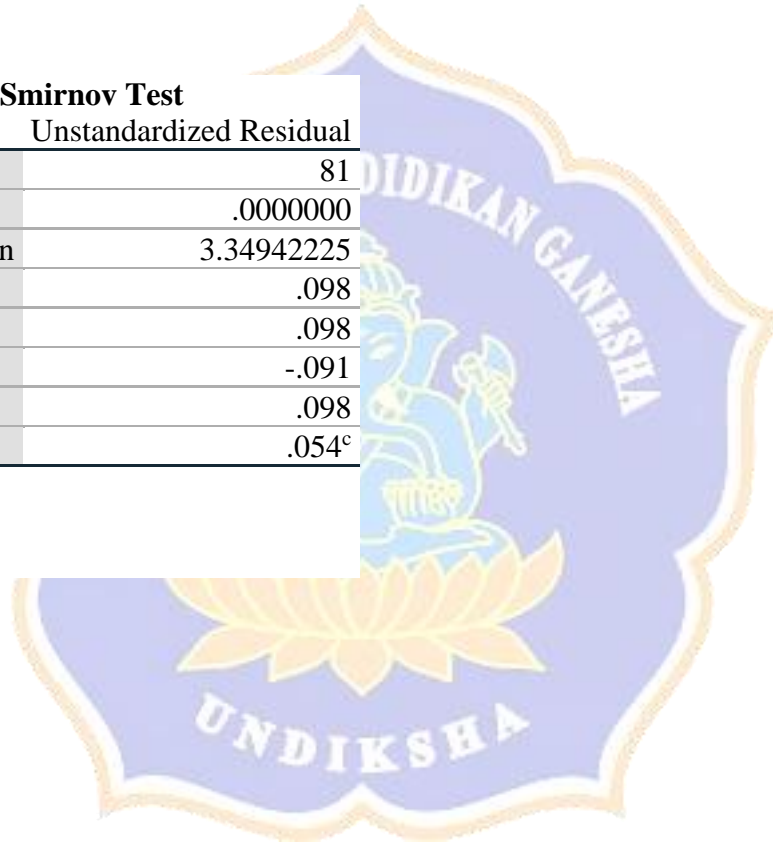 Smirnov Test
Unstandardized Residual
81
.0000000
n 3.34942225
.098
.098
-.091
.098
.054ᶜ
DIDIKAN GANESHA
UNDIKSHA